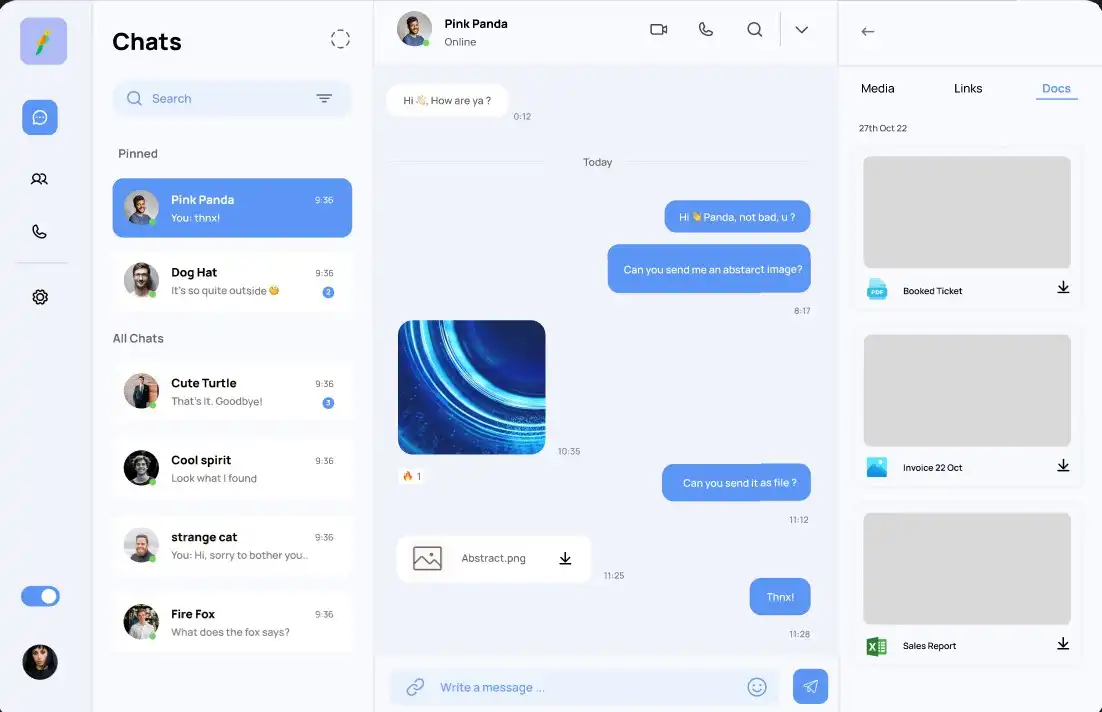 Chats
Search
Pinned
Pink Panda
9:36
You: thnx!
Dog Hat
9:36
It's so quite outside 🧐
2
All Chats
Cute Turtle
9:36
That's it. Goodbye!
3
Cool spirit
9:36
Look what I found
strange cat
9:36
You: Hi, sorry to bother you..
Fire Fox
9:36
What does the fox says?
Pink Panda
Online
Hi 👋🏻, How are ya ?
0:12
Today
Hi 👋 Panda, not bad, u ?
Can you send me an abstarct image?
8:17
10:35
🔥 1
Can you send it as file ?
11:12
Abstract.png
11:25
Thnx!
11:28
Write a message ...
Media
Links
Docs
27th Oct 22
PDF
Booked Ticket
Invoice 22 Oct
X
Sales Report